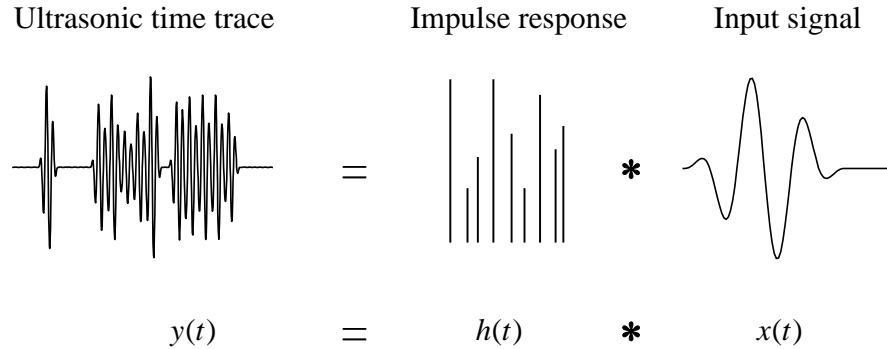 Ultrasonic time trace Impulse response Input signal
= *
y(t) = h(t) * x(t)